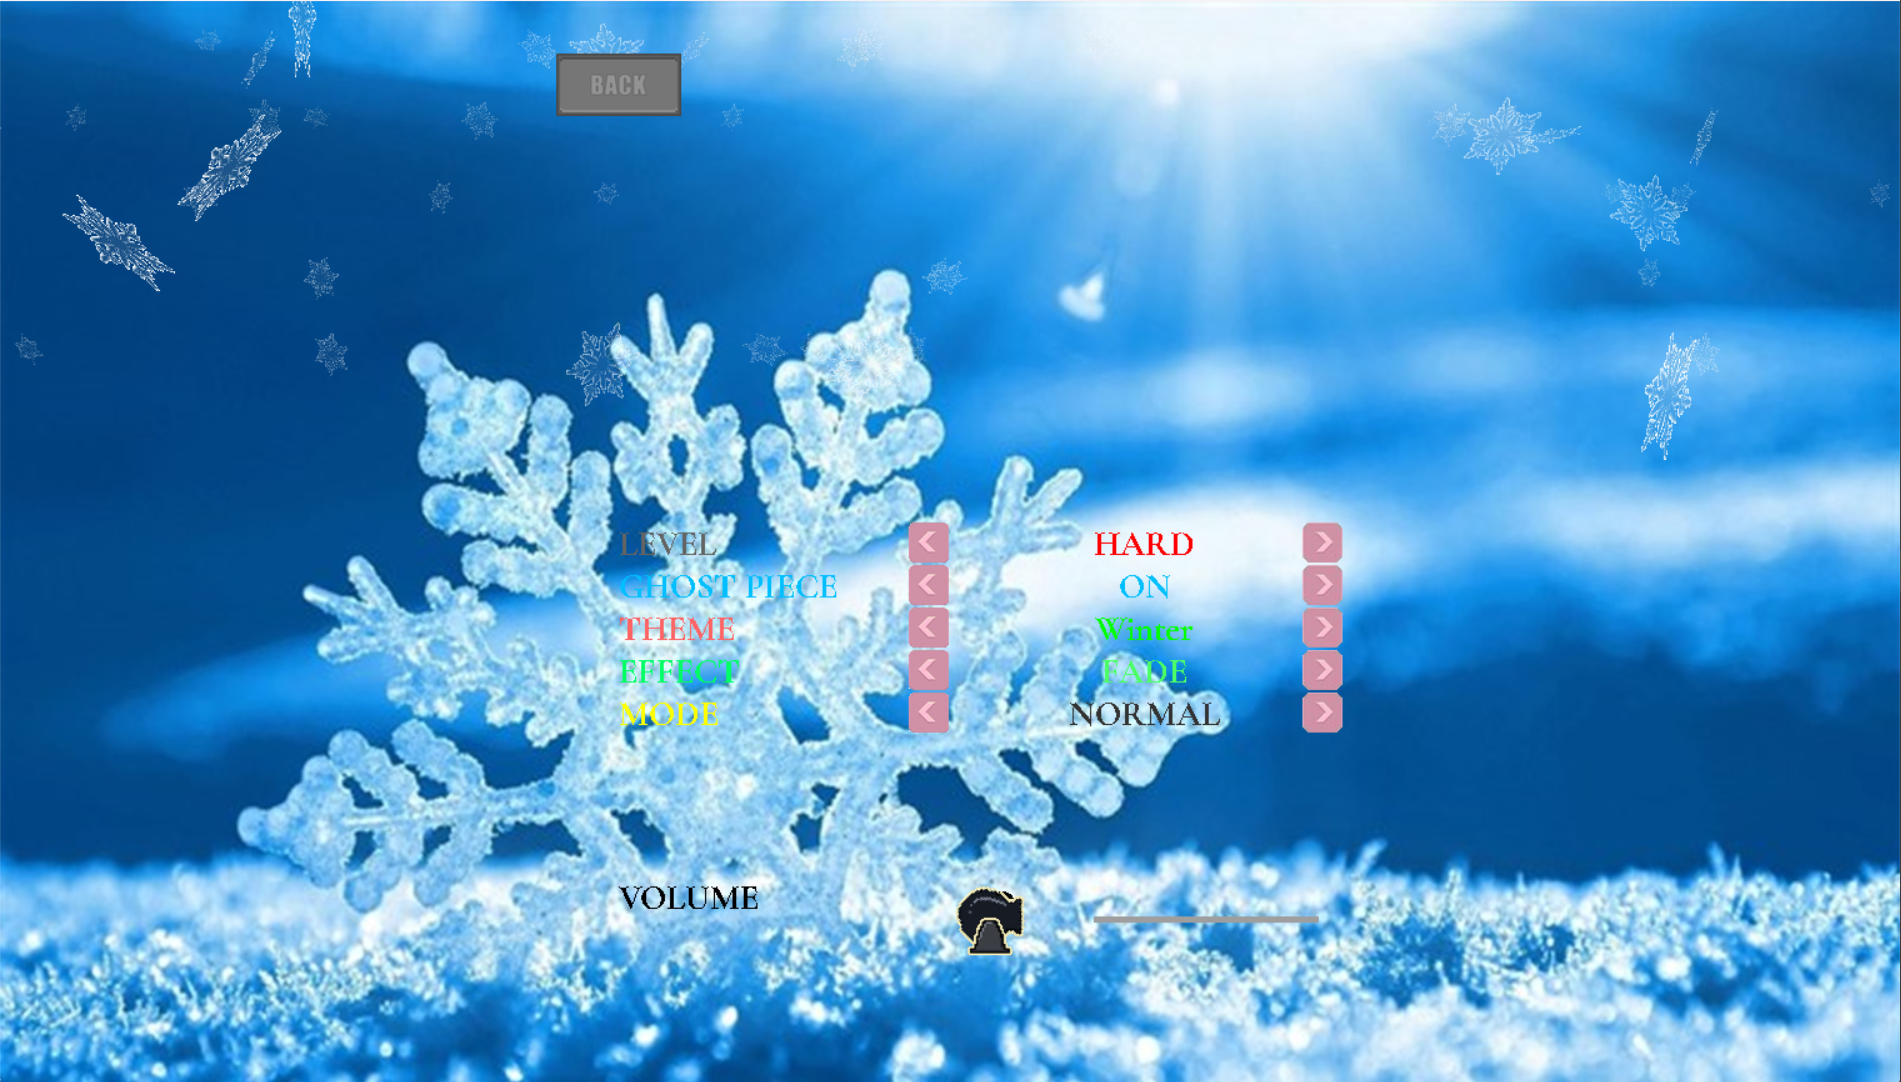 BACK
LEVEL < HARD >
GHOST PIECE < ON >
THEME < Winter >
EFFECT < FADE >
MODE < NORMAL >
VOLUME